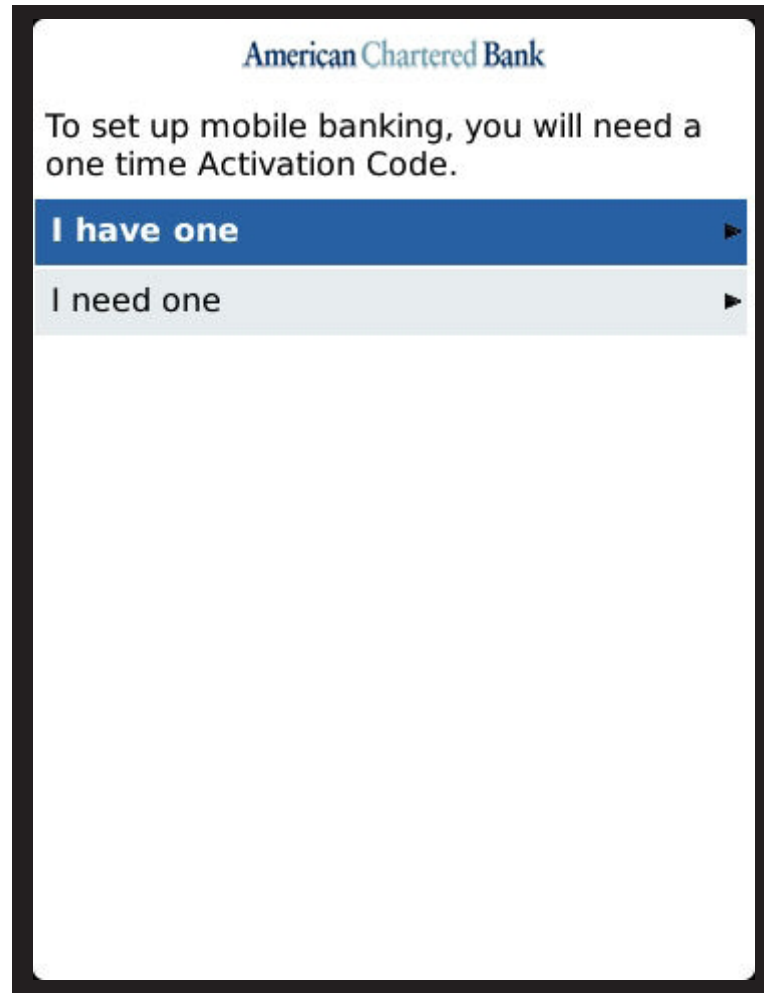 American Chartered Bank
To set up mobile banking, you will need a
one time Activation Code.
I have one
I need one